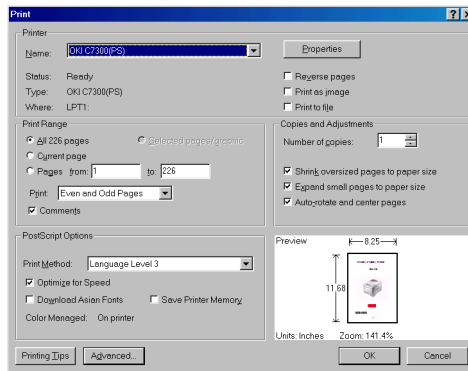 Print
Printer
Name: OKI C7300(PS)
Properties
Status: Ready
Type: OKI C7300(PS)
Where: LPT1:
Reverse pages
Print as image
Print to file
Print Range
All 226 pages
Selected pages/graphic
Current page
Pages from: 1 to: 226
Print: Even and Odd Pages
Comments
Copies and Adjustments
Number of copies: 1
Shrink oversized pages to paper size
Expand small pages to paper size
Auto-rotate and center pages
PostScript Options
Print Method: Language Level 3
Optimize for Speed
Download Asian Fonts
Save Printer Memory
Color Managed: On printer
Preview
8.25
11.68
Units: Inches Zoom: 141.4%
Printing Tips
Advanced...
OK
Cancel